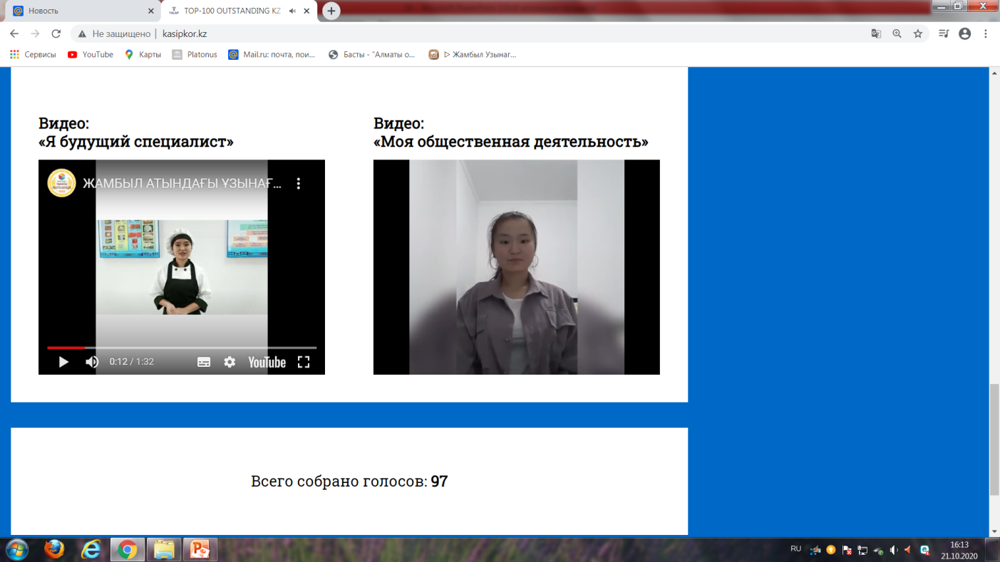 Новость
TALAP
TOP-100 OUTSTANDING KZ
Не защищено
kasipkor.kz
Сервисы
YouTube
Карты
Platonus
Mail.ru: почта, пои...
Басты - "Алматы о...
▷ Жамбыл Узынаг...
Видео:
«Я будущий специалист»
Видео:
«Моя общественная деятельность»
ЖАМБЫЛ АТЫНДАҒЫ ҰЗЫНАҒ...
0:12 / 1:32
YouTube
Всего собрано голосов: 97
RU
16:13
21.10.2020